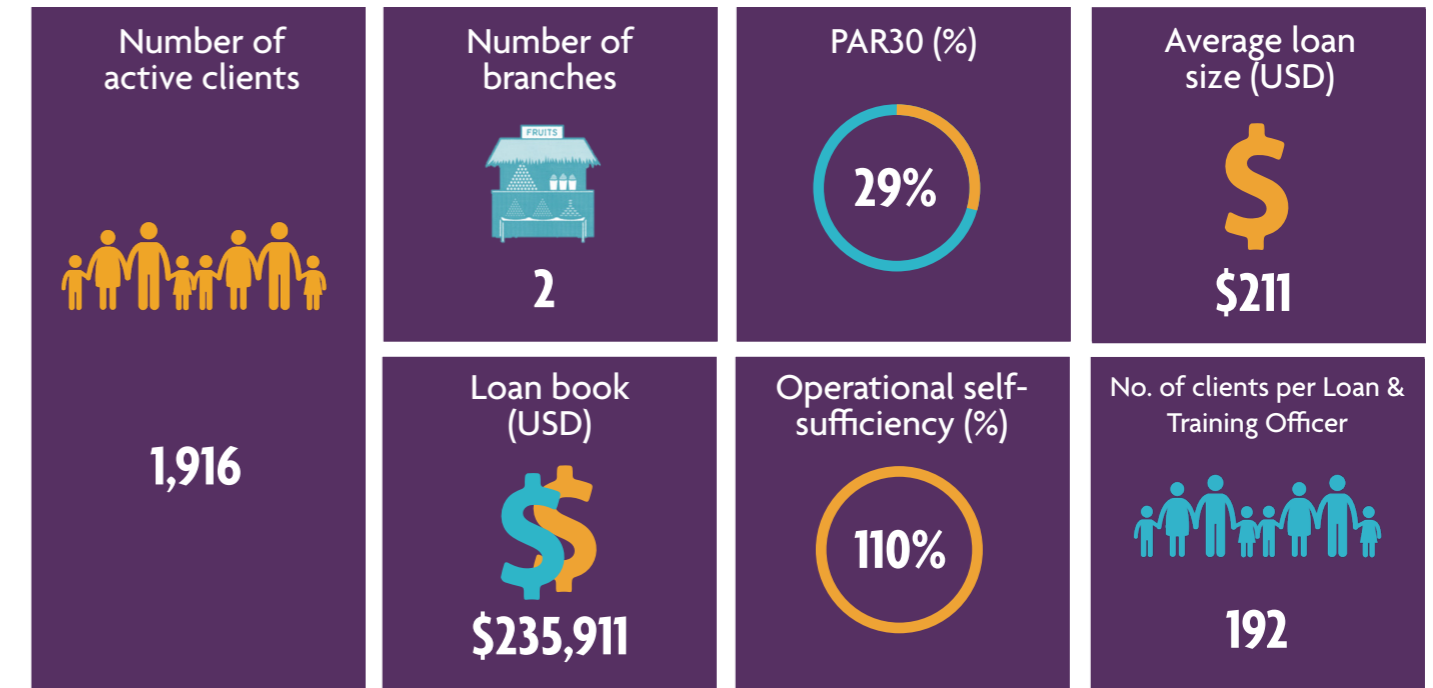 Number of
active clients
1,916
Number of
branches
FRUITS
2
PAR30 (%)
29%
Average loan
size (USD)
$211
Loan book
(USD)
$235,911
Operational self-
sufficiency (%)
110%
No. of clients per Loan &
Training Officer
192